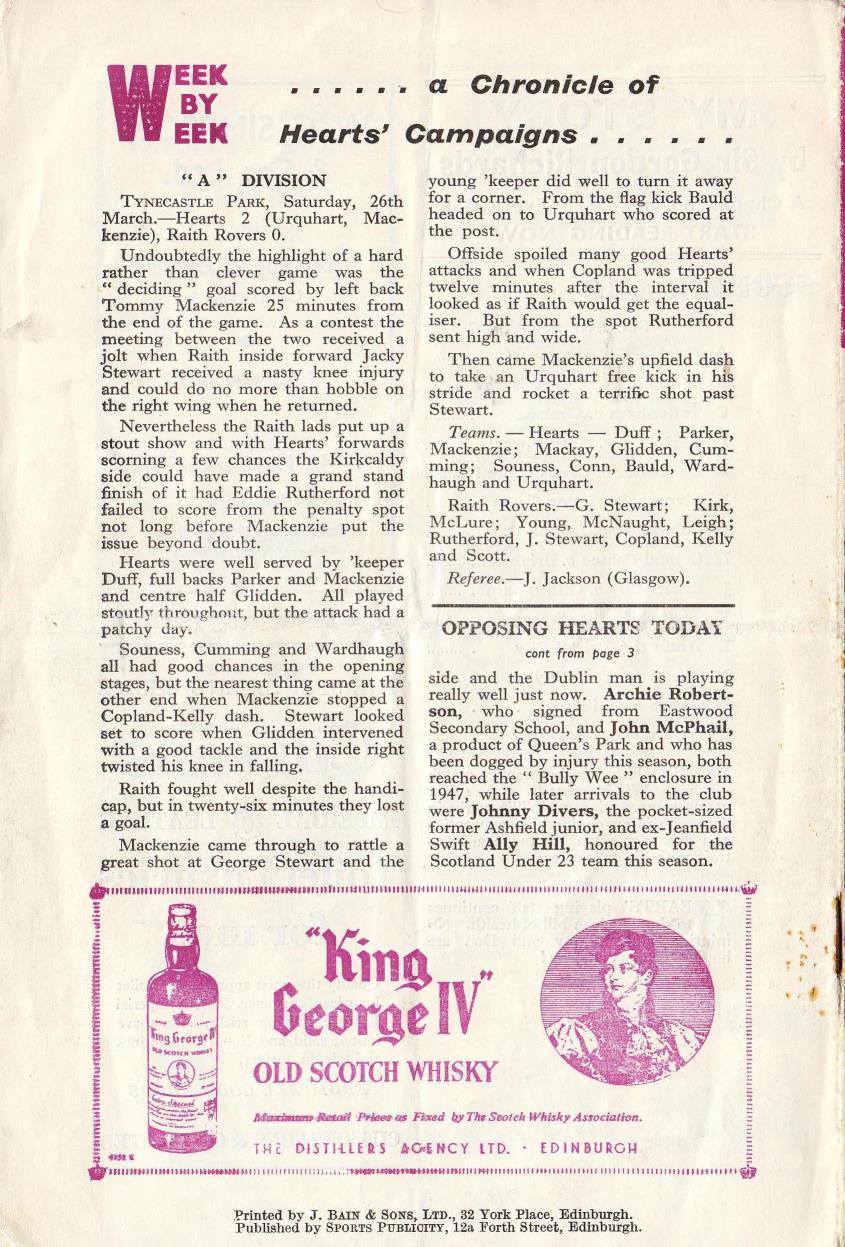 WEEK
BY
WEEK
. . . . . . a Chronicle of
Hearts' Campaigns . . . . . .
“ A ” DIVISION
TYNECASTLE PARK, Saturday, 26th
March.—Hearts 2 (Urquhart, Mac-
kenzie), Raith Rovers 0.
Undoubtedly the highlight of a hard
rather than clever game was the
“ deciding ” goal scored by left back
Tommy Mackenzie 25 minutes from
the end of the game. As a contest the
meeting between the two received a
jolt when Raith inside forward Jacky
Stewart received a nasty knee injury
and could do no more than hobble on
the right wing when he returned.
Nevertheless the Raith lads put up a
stout show and with Hearts' forwards
scorning a few chances the Kirkcaldy
side could have made a grand stand
finish of it had Eddie Rutherford not
failed to score from the penalty spot
not long before Mackenzie put the
issue beyond doubt.
Hearts were well served by 'keeper
Duff, full backs Parker and Mackenzie
and centre half Glidden. All played
stoutly throughout, but the attack had a
patchy day.
Souness, Cumming and Wardhaugh
all had good chances in the opening
stages, but the nearest thing came at the
other end when Mackenzie stopped a
Copland-Kelly dash. Stewart looked
set to score when Glidden intervened
with a good tackle and the inside right
twisted his knee in falling.
Raith fought well despite the handi-
cap, but in twenty-six minutes they lost
a goal.
Mackenzie came through to rattle a
great shot at George Stewart and the
young 'keeper did well to turn it away
for a corner. From the flag kick Bauld
headed on to Urquhart who scored at
the post.
Offside spoiled many good Hearts'
attacks and when Copland was tripped
twelve minutes after the interval it
looked as if Raith would get the equal-
iser. But from the spot Rutherford
sent high and wide.
Then came Mackenzie's upfield dash
to take an Urquhart free kick in his
stride and rocket a terrific shot past
Stewart.
Teams. — Hearts — Duff ; Parker,
Mackenzie; Mackay, Glidden, Cum-
ming; Souness, Conn, Bauld, Ward-
haugh and Urquhart.
Raith Rovers.—G. Stewart; Kirk,
McLure; Young, McNaught, Leigh;
Rutherford, J. Stewart, Copland, Kelly
and Scott.
Referee.—J. Jackson (Glasgow).
OPPOSING HEARTS TODAY
cont from page 3
side and the Dublin man is playing
really well just now. Archie Robert-
son, who signed from Eastwood
Secondary School, and John McPhail,
a product of Queen's Park and who has
been dogged by injury this season, both
reached the “ Bully Wee ” enclosure in
1947, while later arrivals to the club
were Johnny Divers, the pocket-sized
former Ashfield junior, and ex-Jeanfield
Swift Ally Hill, honoured for the
Scotland Under 23 team this season.
King George IV
OLD SCOTCH WHISKY
Extra Special
“King
George IV”
OLD SCOTCH WHISKY
Maximum Retail Prices as Fixed by The Scotch Whisky Association.
THE DISTILLERS AGENCY LTD. · EDINBURGH
Printed by J. BAIN & SONS, LTD., 32 York Place, Edinburgh.
Published by SPORTS PUBLICITY, 12a Forth Street, Edinburgh.